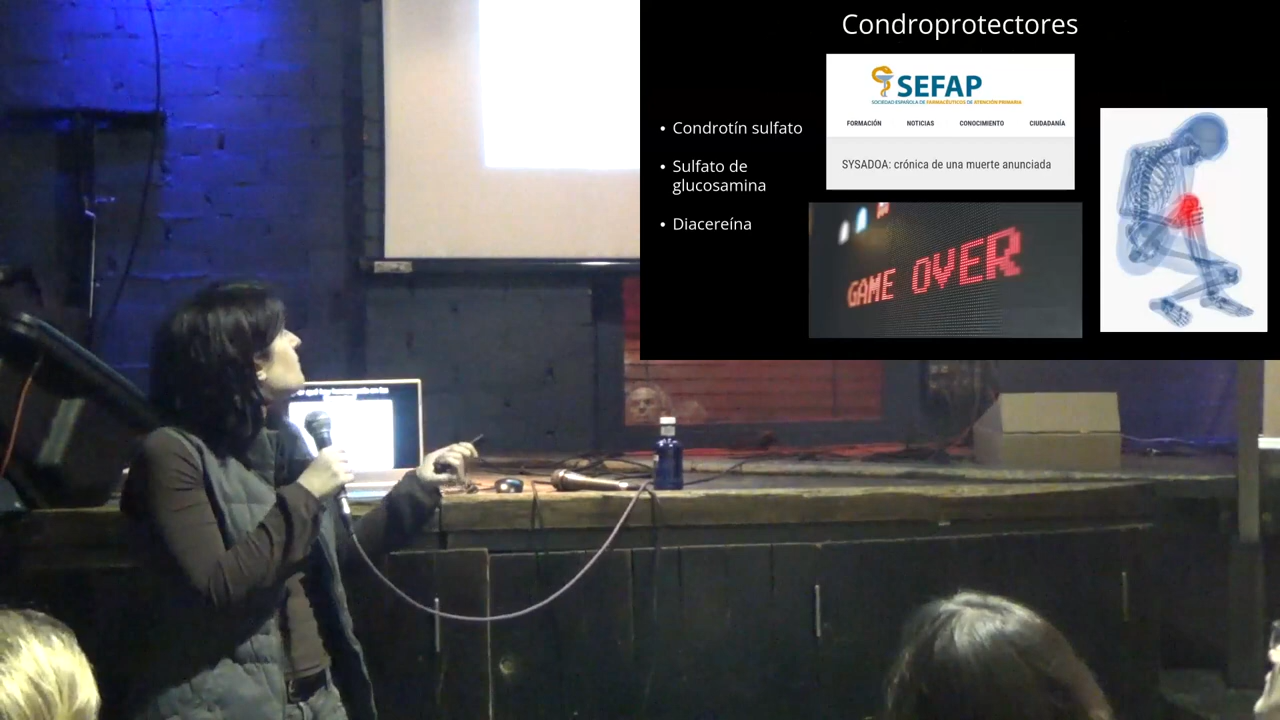 Condroprotectores
SEFAP
SOCIEDAD ESPAÑOLA DE FARMACÉUTICOS DE ATENCIÓN PRIMARIA
FORMACIÓN NOTICIAS CONOCIMIENTO CIUDADANÍA
SYSADOA: crónica de una muerte anunciada
• Condrotín sulfato
• Sulfato de
glucosamina
• Diacereína
GAME OVER